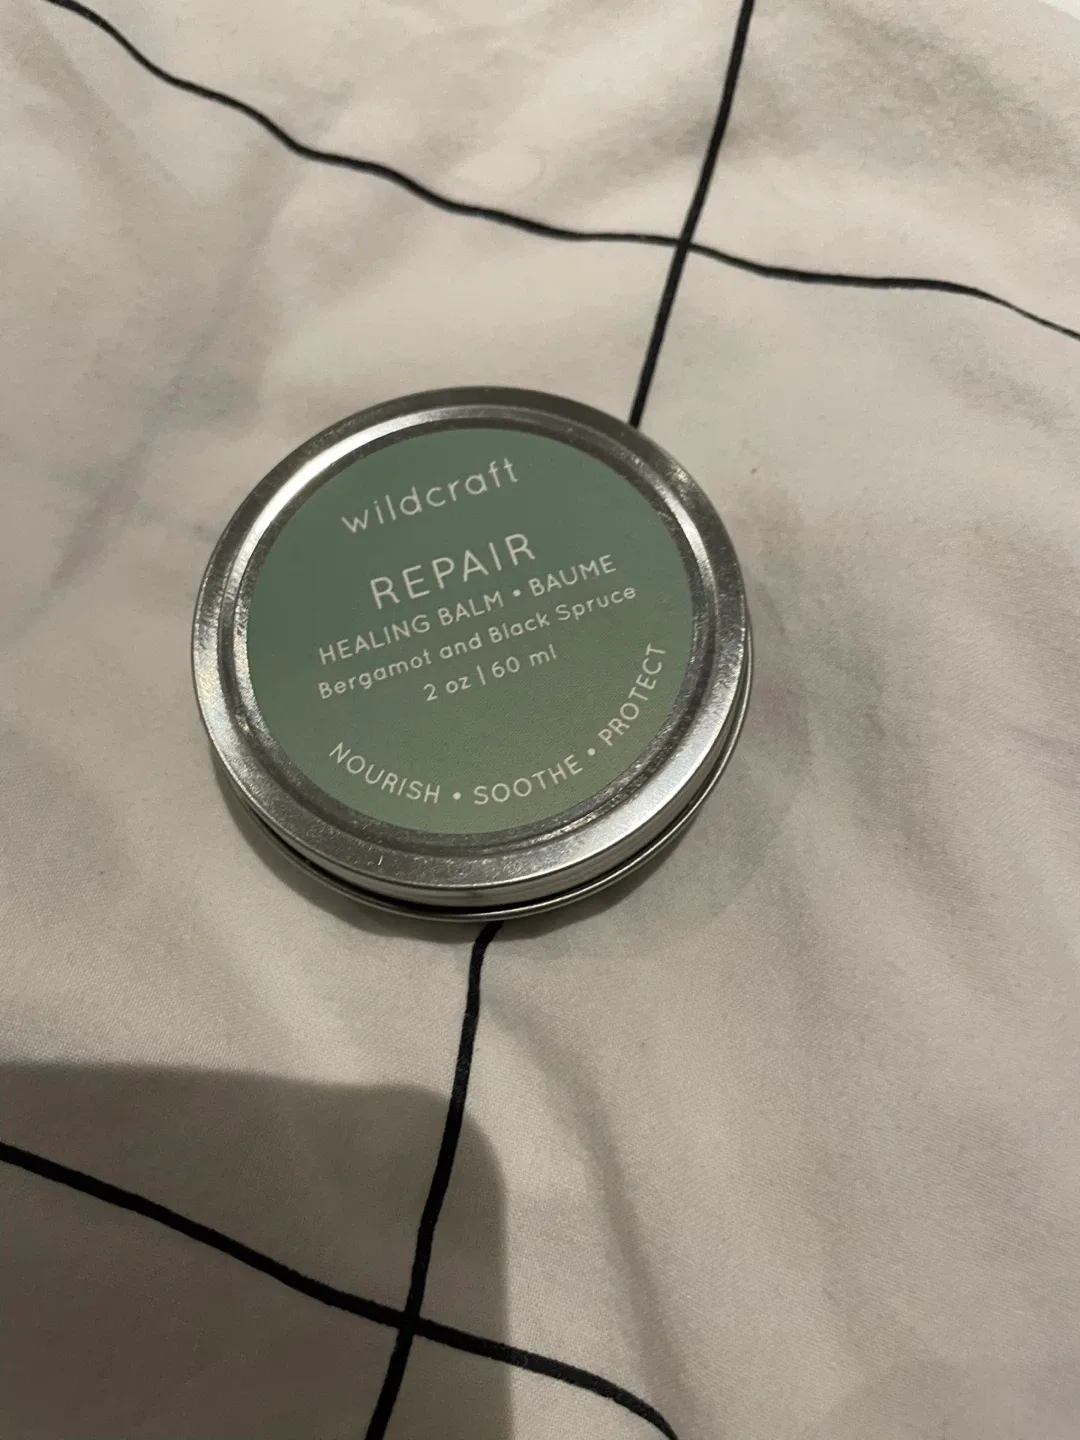 wildcraft
REPAIR
HEALING BALM • BAUME
Bergamot and Black Spruce
2 oz | 60 ml
NOURISH • SOOTHE • PROTECT